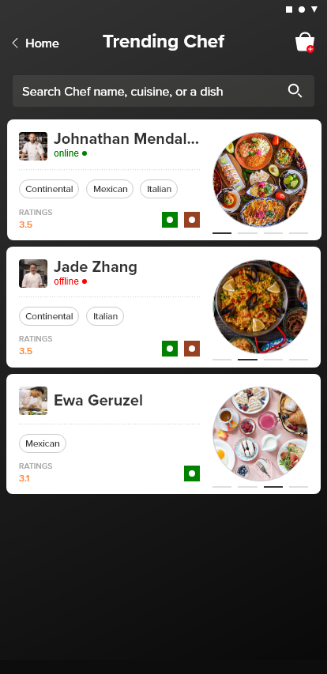 Home
Trending Chef
Search Chef name, cuisine, or a dish
Johnathan Mendal...
online
Continental
Mexican
Italian
RATINGS
3.5
Jade Zhang
offline
Continental
Italian
RATINGS
3.5
Ewa Geruzel
Mexican
RATINGS
3.1